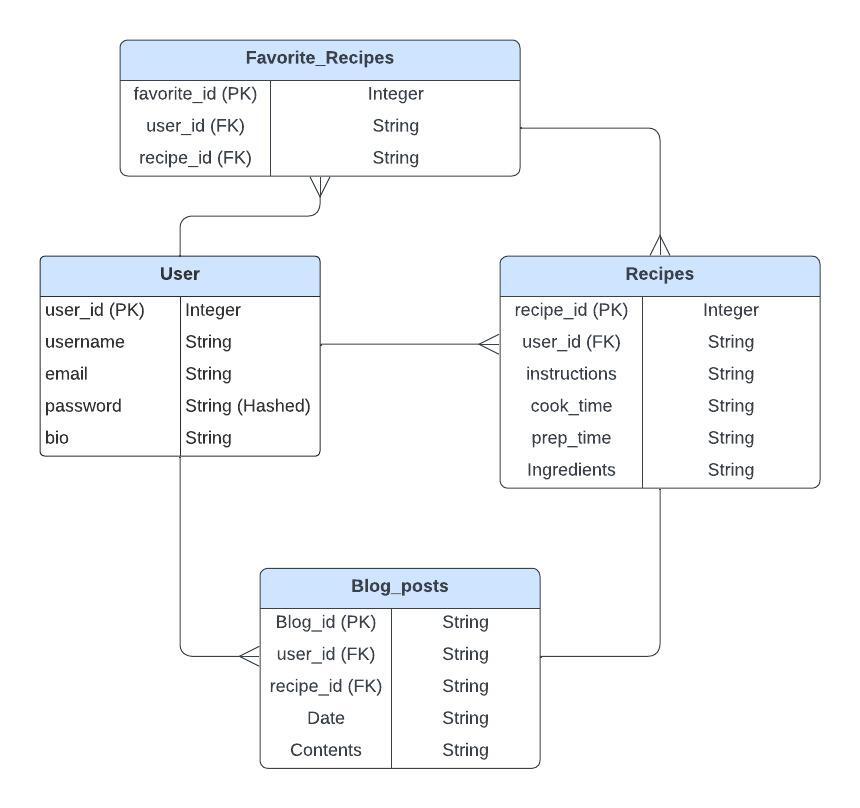 Favorite_Recipes
favorite_id (PK) Integer
user_id (FK) String
recipe_id (FK) String
User
user_id (PK) Integer
username String
email String
password String (Hashed)
bio String
Recipes
recipe_id (PK) Integer
user_id (FK) String
instructions String
cook_time String
prep_time String
Ingredients String
Blog_posts
Blog_id (PK) String
user_id (FK) String
recipe_id (FK) String
Date String
Contents String